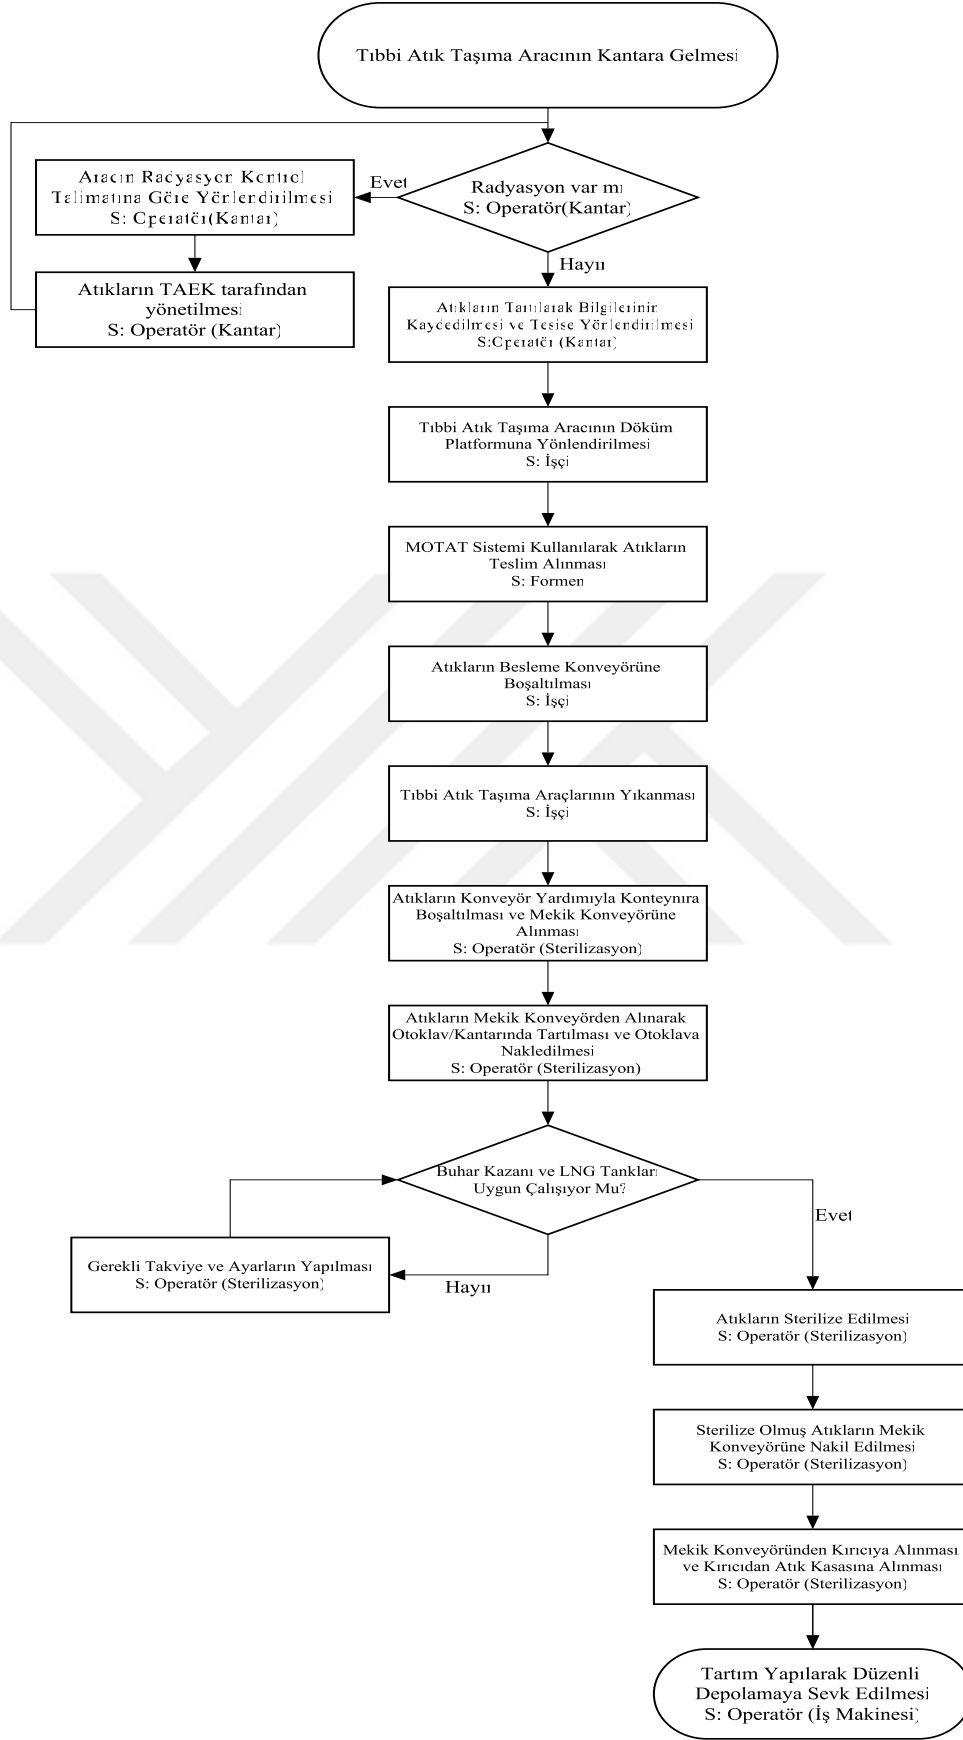 Tıbbi Atık Taşıma Aracının Kantara Gelmesi
Radyasyon var mı
S: Operatör(Kantar)
Evet
Aracın Radyasyon Kontrol
Talimatına Göre Yönlendirilmesi
S: Operatör(Kantar)
Atıkların TAEK tarafından
yönetilmesi
S: Operatör (Kantar)
Hayır
Atıkların Tartılarak Bilgilerinin
Kaydedilmesi ve Tesise Yönlendirilmesi
S:Operatör (Kantar)
Tıbbi Atık Taşıma Aracının Döküm
Platformuna Yönlendirilmesi
S: İşçi
MOTAT Sistemi Kullanılarak Atıkların
Teslim Alınması
S: Formen
Atıkların Besleme Konveyörüne
Boşaltılması
S: İşçi
Tıbbi Atık Taşıma Araçlarının Yıkanması
S: İşçi
Atıkların Konveyör Yardımıyla Konteynıra
Boşaltılması ve Mekik Konveyörüne
Alınması
S: Operatör (Sterilizasyon)
Atıkların Mekik Konveyörden Alınarak
Otoklav/Kantarında Tartılması ve Otoklava
Nakledilmesi
S: Operatör (Sterilizasyon)
Buhar Kazanı ve LNG Tankları
Uygun Çalışıyor Mu?
Hayır
Gerekli Takviye ve Ayarların Yapılması
S: Operatör (Sterilizasyon)
Evet
Atıkların Sterilize Edilmesi
S: Operatör (Sterilizasyon)
Sterilize Olmuş Atıkların Mekik
Konveyörüne Nakil Edilmesi
S: Operatör (Sterilizasyon)
Mekik Konveyöründen Kırıcıya Alınması
ve Kırıcıdan Atık Kasasına Alınması
S: Operatör (Sterilizasyon)
Tartım Yapılarak Düzenli
Depolamaya Sevk Edilmesi
S: Operatör (İş Makinesi)